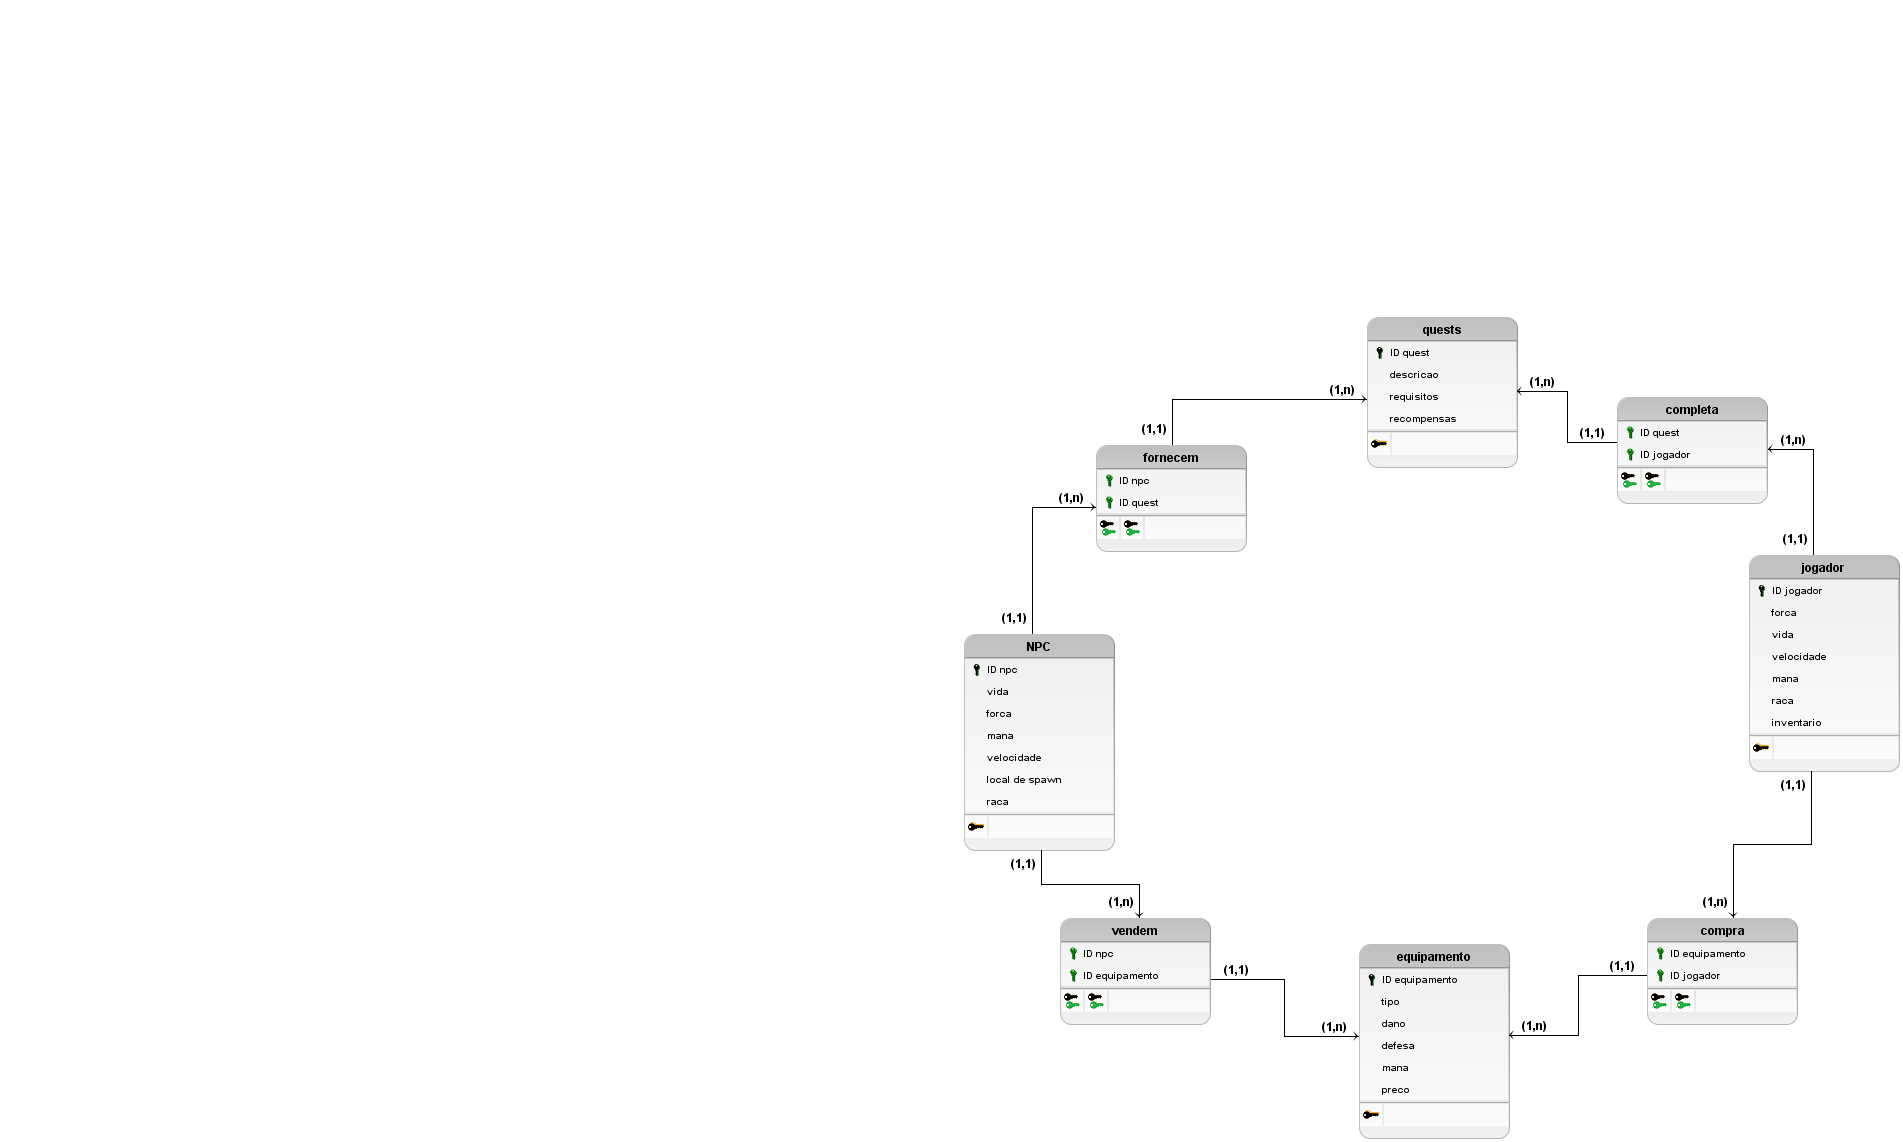 quests
ID quest
descricao
requisitos
recompensas
(1,n)
(1,n)
(1,1)
(1,1)
completa
ID quest
ID jogador
(1,n)
(1,1)
fornecem
ID npc
ID quest
(1,n)
(1,1)
jogador
ID jogador
forca
vida
velocidade
mana
raca
inventario
(1,1)
NPC
ID npc
vida
forca
mana
velocidade
local de spawn
raca
(1,1)
(1,n)
vendem
ID npc
ID equipamento
(1,1)
(1,n)
equipamento
ID equipamento
tipo
dano
defesa
mana
preco
(1,n)
compra
ID equipamento
ID jogador
(1,1)
(1,n)